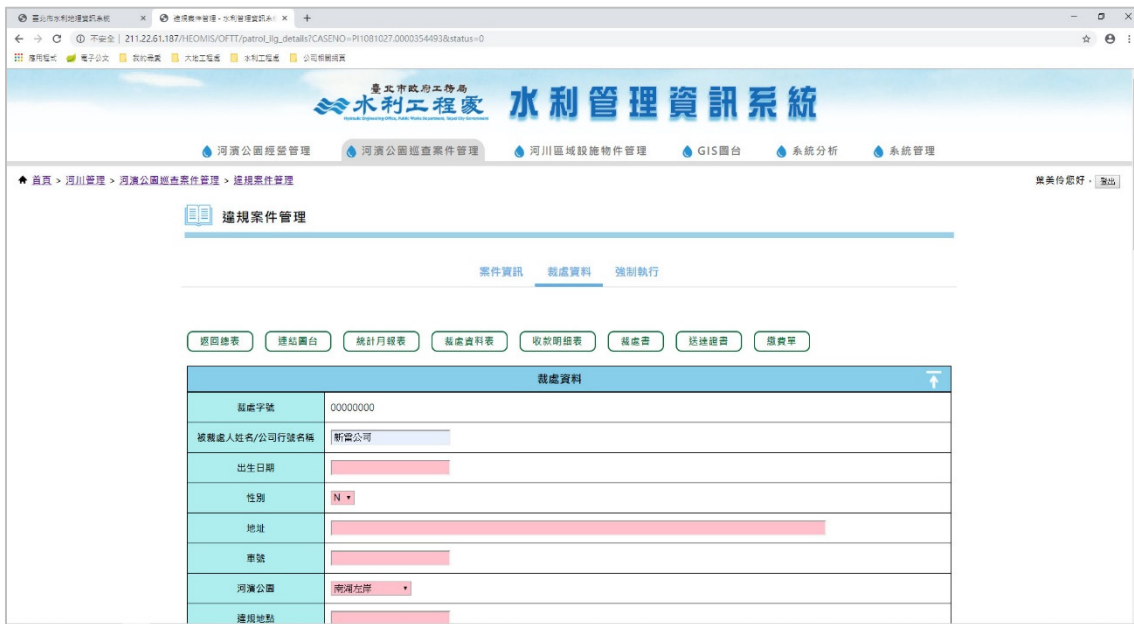 臺北市水利地理資訊系統
違規案件管理 - 水利管理資訊系
不安全 | 211.22.61.187/HEOMIS/OFTT/patrol_llg_details?CASENO=PI1081027.0000354493&status=0
應用程式 電子公文 我的最愛 大地工程處 水利工程處 公司相關網頁
臺北市政府工務局
水利工程處 水利管理資訊系統
河濱公園經營管理 河濱公園巡查案件管理 河川區域設施物件管理 GIS圖台 系統分析 系統管理
首頁 > 河川管理 > 河濱公園巡查案件管理 > 違規案件管理
葉美伶您好, 登出
違規案件管理
案件資訊 裁處資料 強制執行
返回總表 連結圖台 統計月報表 裁處資料表 收款明細表 裁處書 送達證書 繳費單
裁處資料
裁處字號 00000000
被裁處人姓名/公司行號名稱 新雷公司
出生日期
性別 N
地址
車號
河濱公園 南湖左岸
違規地點